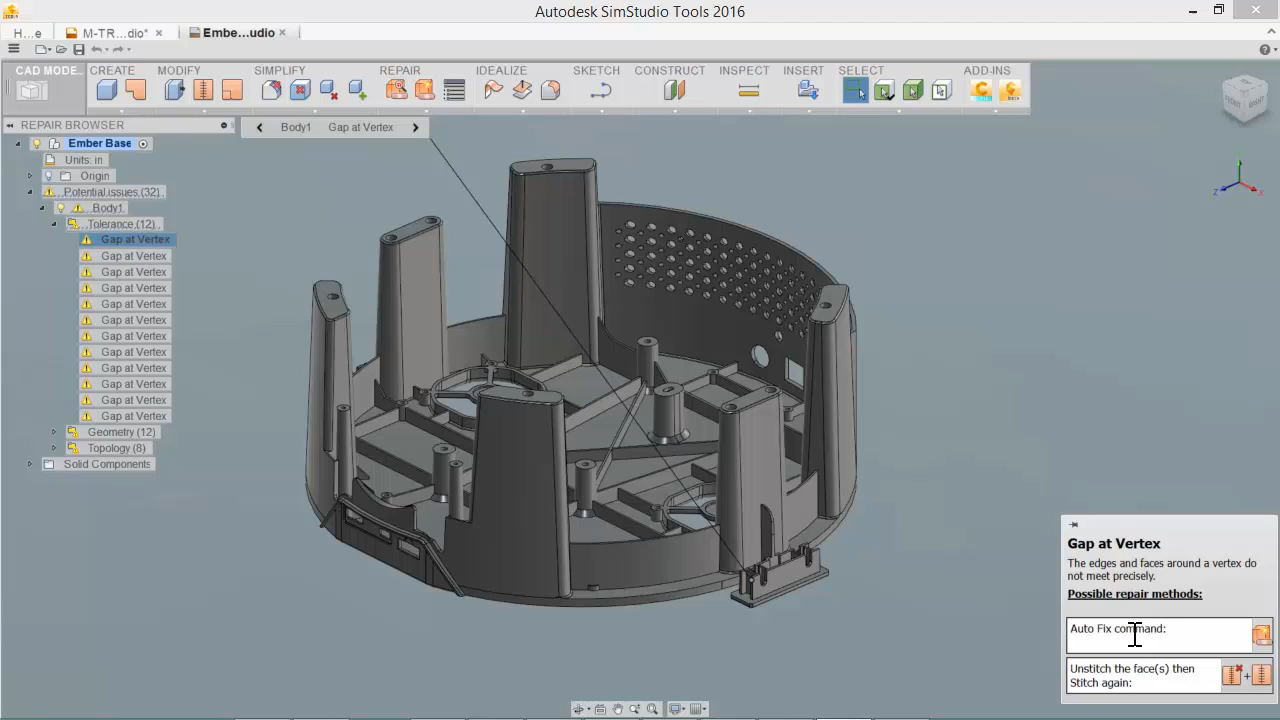 Autodesk SimStudio Tools 2016
H...e
M-TR...dio*
Embe...udio
CAD MODE...
CREATE
MODIFY
SIMPLIFY
REPAIR
IDEALIZE
SKETCH
CONSTRUCT
INSPECT
INSERT
SELECT
ADD-INS
REPAIR BROWSER
Body1 Gap at Vertex
Ember Base
Units: in
Origin
Potential issues (32)
Body1
Tolerance (12)
Gap at Vertex
Gap at Vertex
Gap at Vertex
Gap at Vertex
Gap at Vertex
Gap at Vertex
Gap at Vertex
Gap at Vertex
Gap at Vertex
Gap at Vertex
Gap at Vertex
Gap at Vertex
Geometry (12)
Topology (8)
Solid Components
Gap at Vertex
The edges and faces around a vertex do
not meet precisely.
Possible repair methods:
Auto Fix command:
Unstitch the face(s) then
Stitch again: